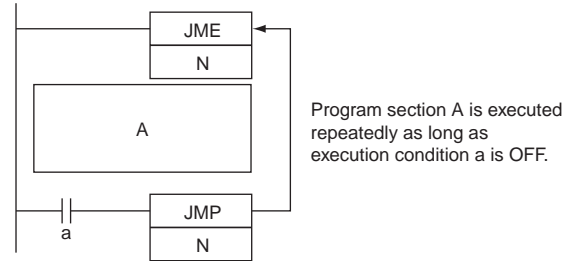 JME
N
A
Program section A is executed
repeatedly as long as
execution condition a is OFF.
JMP
N
a